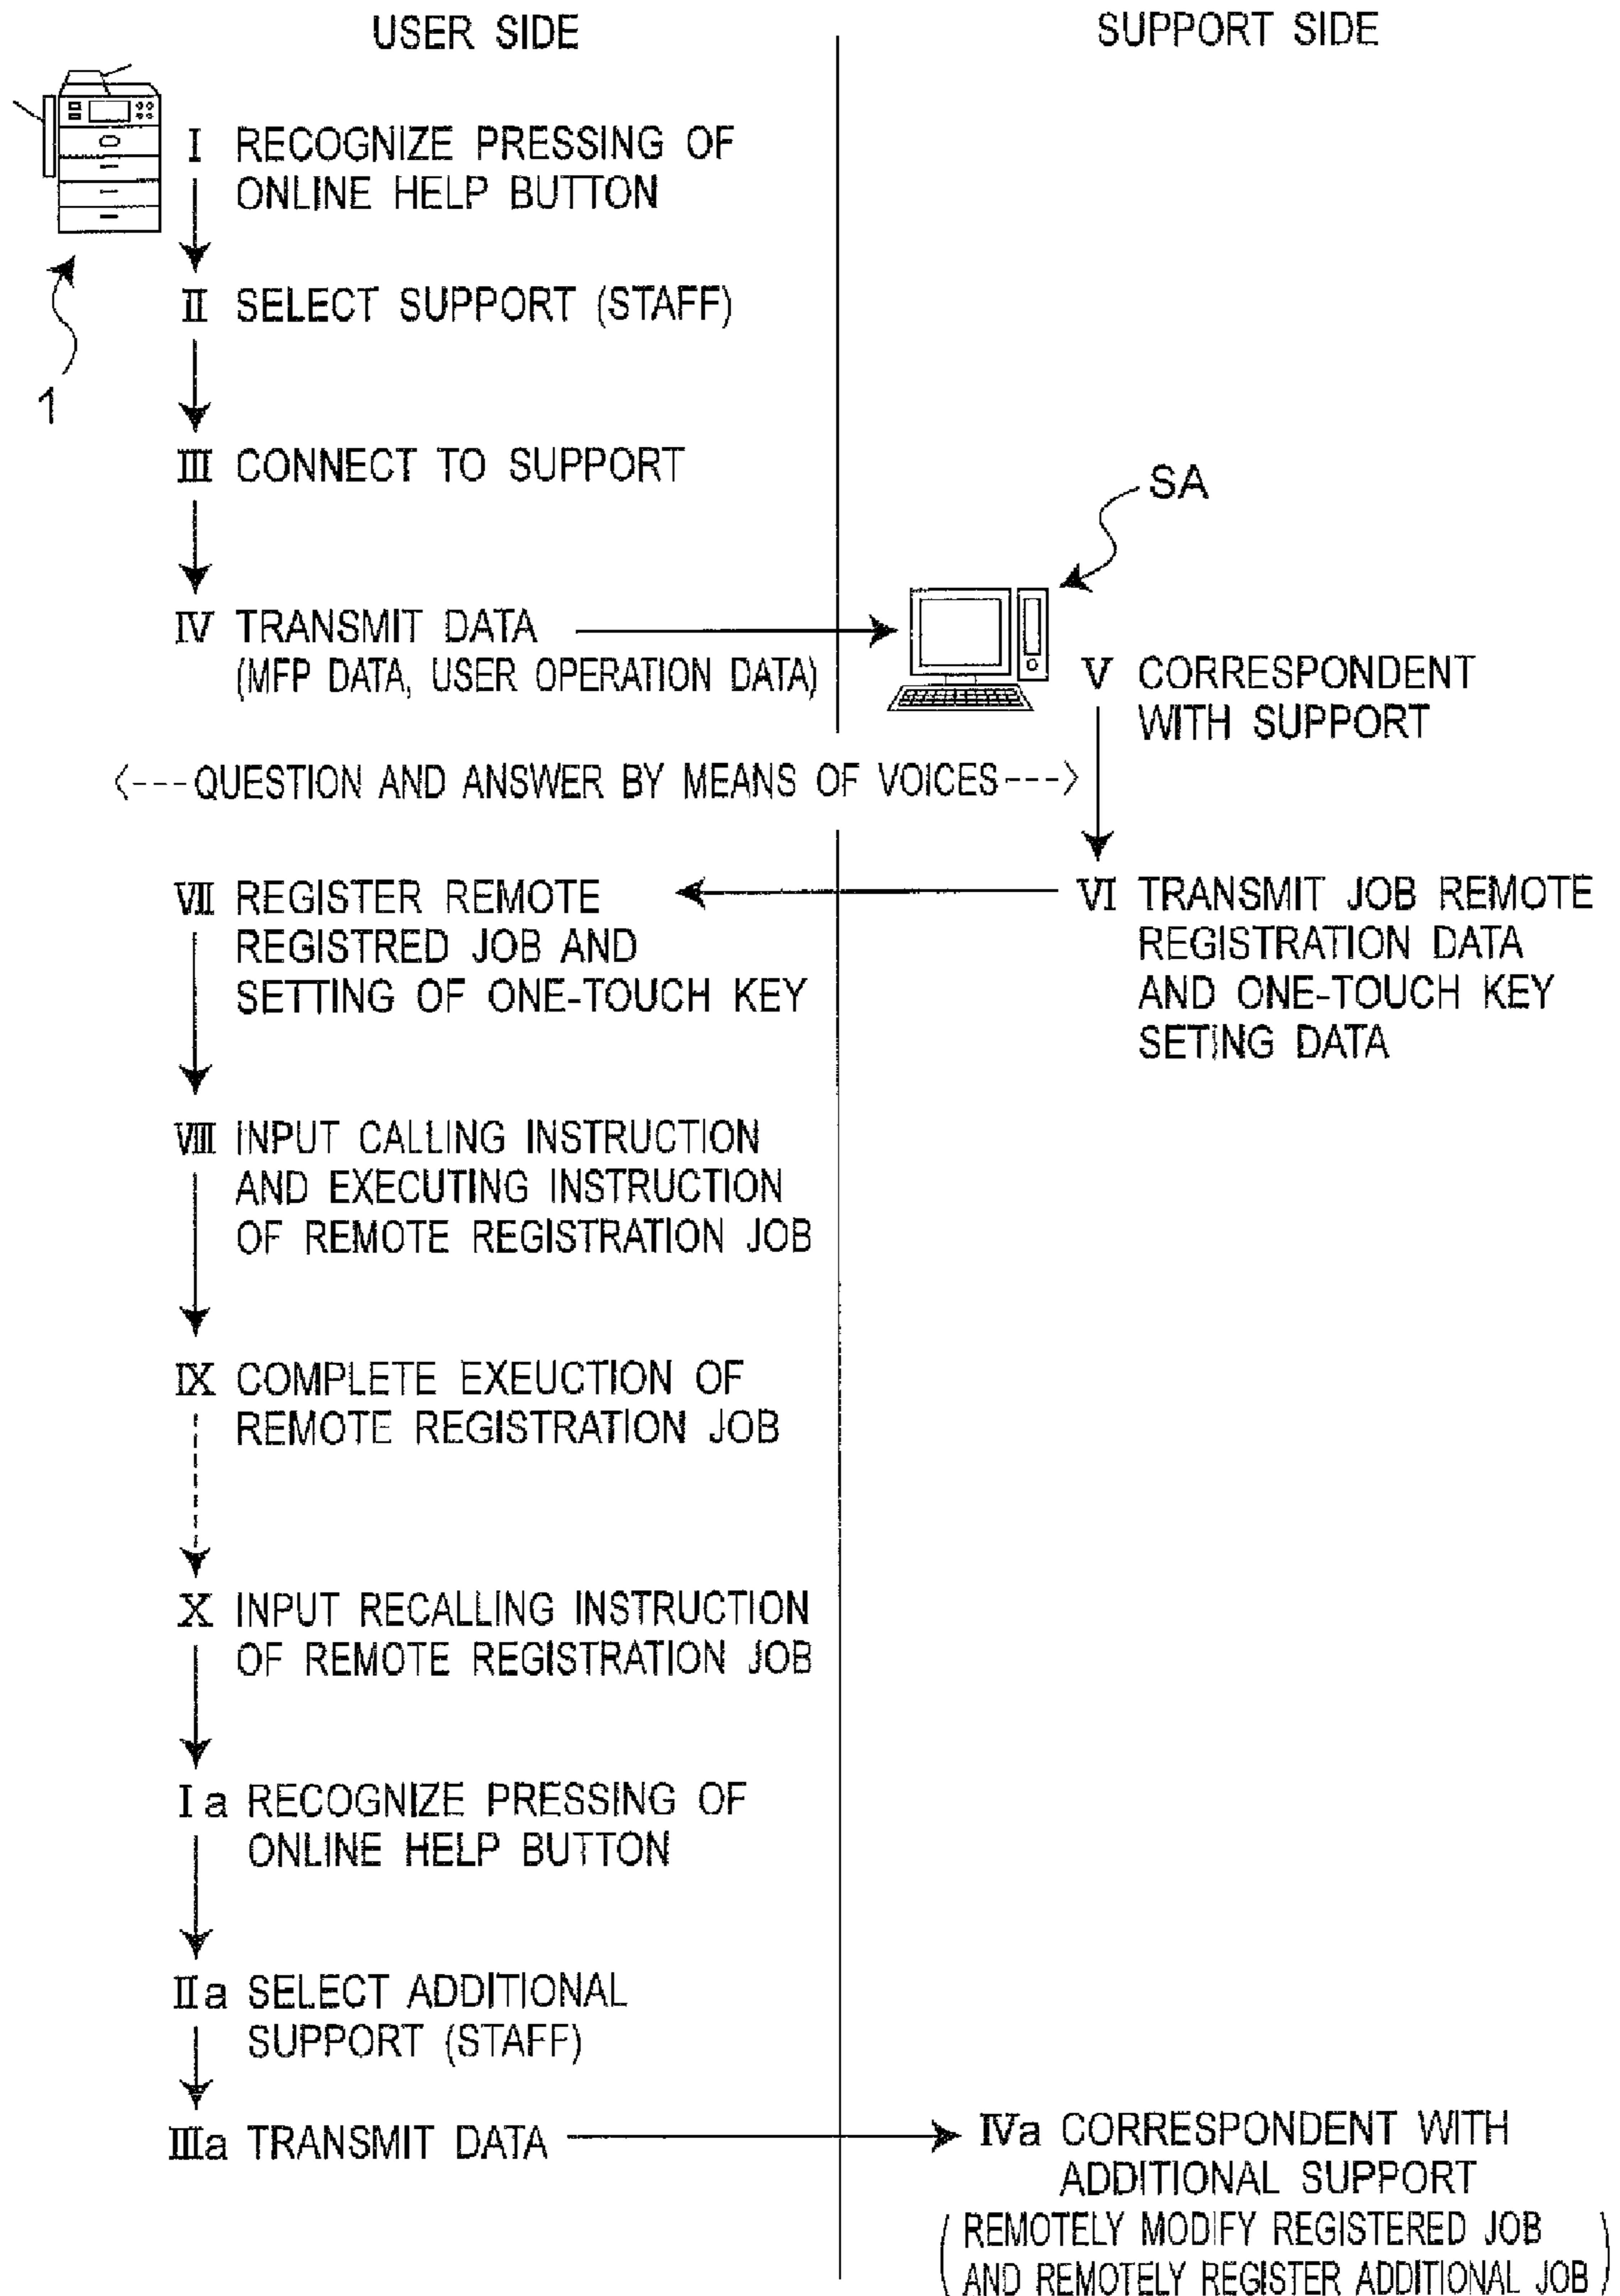 USER SIDE
SUPPORT SIDE
I RECOGNIZE PRESSING OF
ONLINE HELP BUTTON
1
II SELECT SUPPORT (STAFF)
III CONNECT TO SUPPORT
SA
IV TRANSMIT DATA
(MFP DATA, USER OPERATION DATA)
V CORRESPONDENT
WITH SUPPORT
<---QUESTION AND ANSWER BY MEANS OF VOICES--->
VII REGISTER REMOTE
REGISTRED JOB AND
SETTING OF ONE-TOUCH KEY
VI TRANSMIT JOB REMOTE
REGISTRATION DATA
AND ONE-TOUCH KEY
SETING DATA
VIII INPUT CALLING INSTRUCTION
AND EXECUTING INSTRUCTION
OF REMOTE REGISTRATION JOB
IX COMPLETE EXEUCTION OF
REMOTE REGISTRATION JOB
X INPUT RECALLING INSTRUCTION
OF REMOTE REGISTRATION JOB
Ia RECOGNIZE PRESSING OF
ONLINE HELP BUTTON
IIa SELECT ADDITIONAL
SUPPORT (STAFF)
IIIa TRANSMIT DATA
IVa CORRESPONDENT WITH
ADDITIONAL SUPPORT
(REMOTELY MODIFY REGISTERED JOB
AND REMOTELY REGISTER ADDITIONAL JOB)